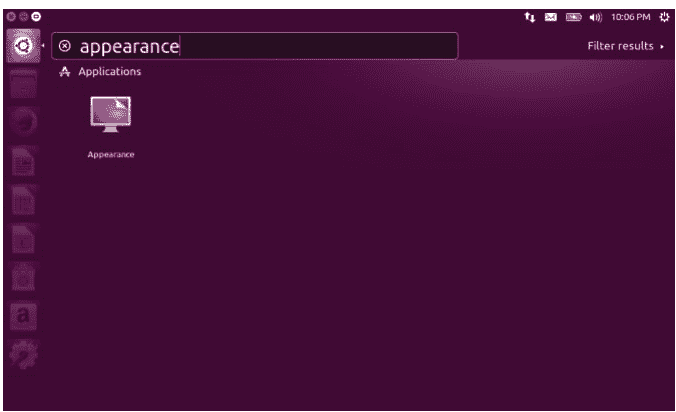 10:06 PM
appearance
Filter results
Applications
Appearance
a